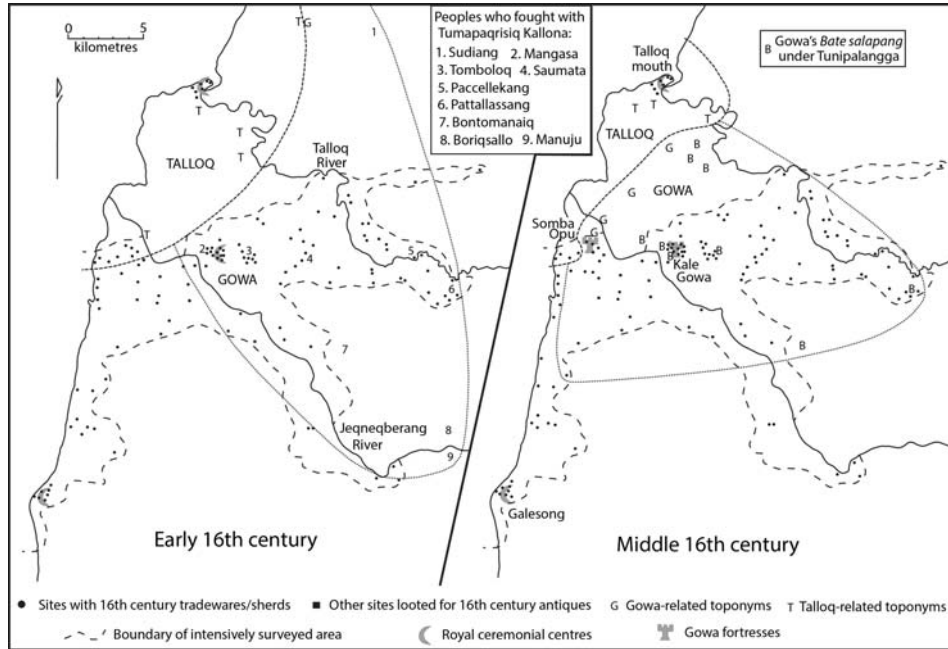 0 5
kilometres
T G
1
Peoples who fought with
Tumapaqrisiq Kallona:
1. Sudiang 2. Mangasa
3. Tomboloq 4. Saumata
5. Paccellekang
6. Pattallassang
7. Bontomanaiq
8. Boriqsallo 9. Manuju
B Gowa's Bate salapang
under Tunipalangga
T
T
TALLOQ
T
Talloq
River
T
2 3 4 5
GOWA
6
7
Jeqneqberang
River
8
9
Early 16th century
Talloq
mouth
T T
T
TALLOQ
G B
B B
G GOWA
Somba
Opu
G
G
B B B
B
Kale
Gowa
B
B
Galesong
Middle 16th century
Sites with 16th century tradewares/sherds Other sites looted for 16th century antiques G Gowa-related toponyms T Talloq-related toponyms
Boundary of intensively surveyed area Royal ceremonial centres Gowa fortresses